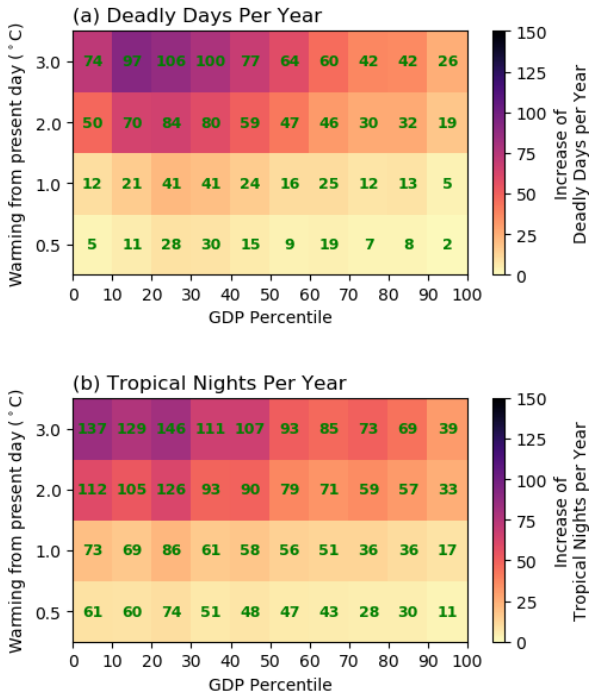 (a) Deadly Days Per Year
Warming from present day (°C)
3.0 74 97 106 100 77 64 60 42 42 26
2.0 50 70 84 80 59 47 46 30 32 19
1.0 12 21 41 41 24 16 25 12 13 5
0.5 5 11 28 30 15 9 19 7 8 2
0 10 20 30 40 50 60 70 80 90 100
GDP Percentile
150
125
100
75
50
25
0
Increase of
Deadly Days per Year
(b) Tropical Nights Per Year
Warming from present day (°C)
3.0 137 129 146 111 107 93 85 73 69 39
2.0 112 105 126 93 90 79 71 59 57 33
1.0 73 69 86 61 58 56 51 36 36 17
0.5 61 60 74 51 48 47 43 28 30 11
0 10 20 30 40 50 60 70 80 90 100
GDP Percentile
150
125
100
75
50
25
0
Increase of
Tropical Nights per Year